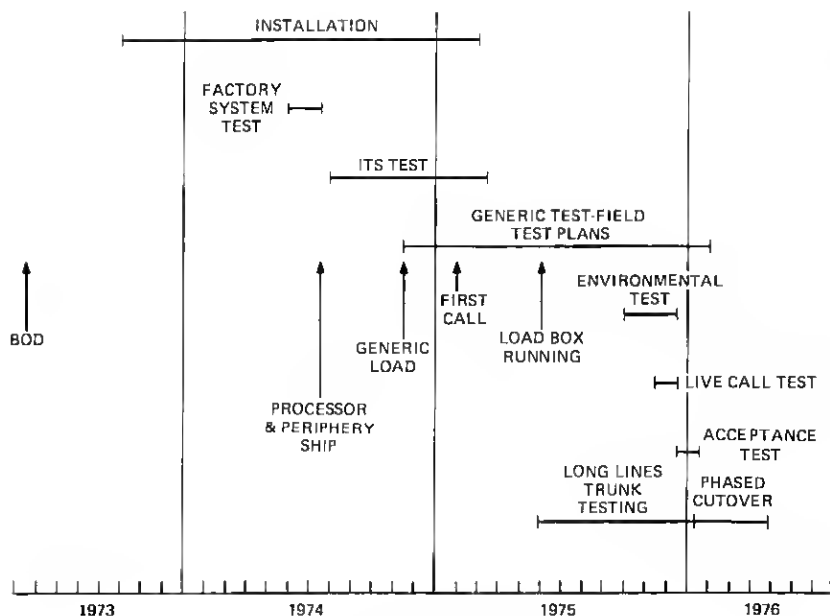 INSTALLATION
FACTORY
SYSTEM
TEST
ITS TEST
GENERIC TEST-FIELD
TEST PLANS
ENVIRONMENTAL
TEST
FIRST
CALL
BOD
GENERIC
LOAD
LOAD BOX
RUNNING
LIVE CALL TEST
PROCESSOR
& PERIPHERY
SHIP
ACCEPTANCE
TEST
LONG LINES
TRUNK
TESTING
PHASED
CUTOVER
1973
1974
1975
1976